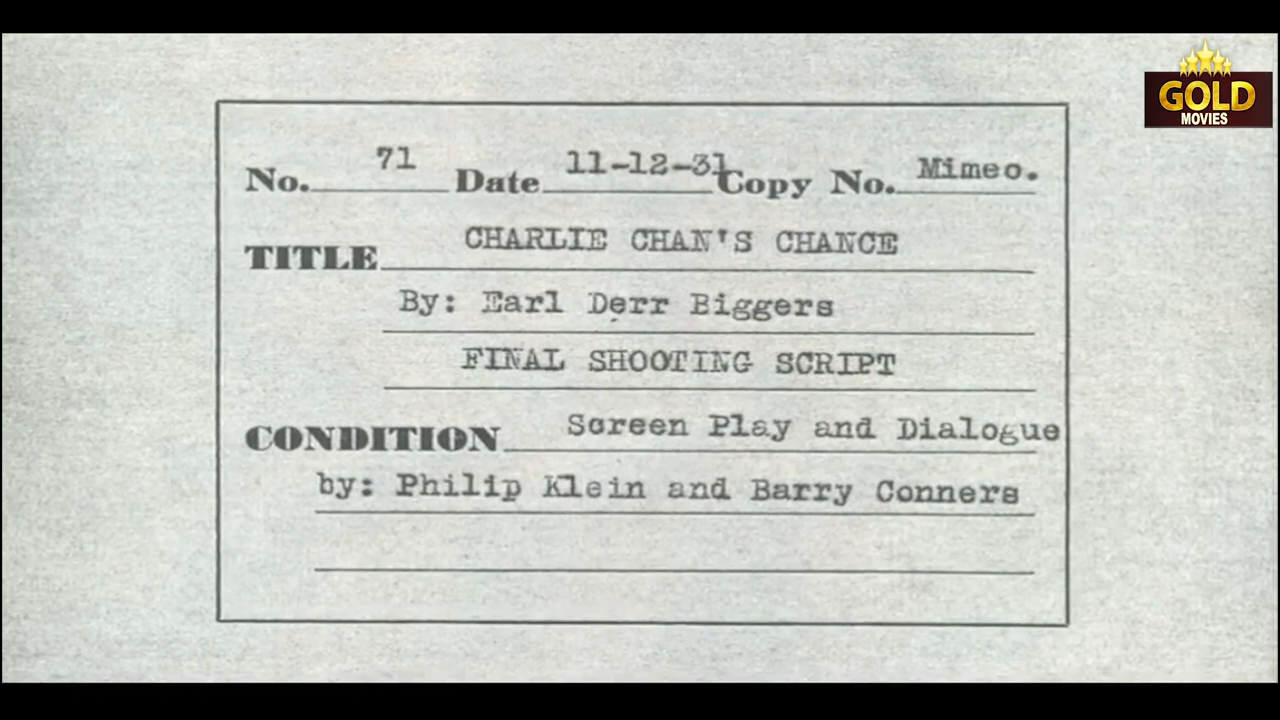 GOLD
MOVIES
No. 71 Date 11-12-31 Copy No. Mimeo.
TITLE CHARLIE CHAN'S CHANCE
By: Earl Derr Biggers
FINAL SHOOTING SCRIPT
CONDITION Screen Play and Dialogue
by: Philip Klein and Barry Conners